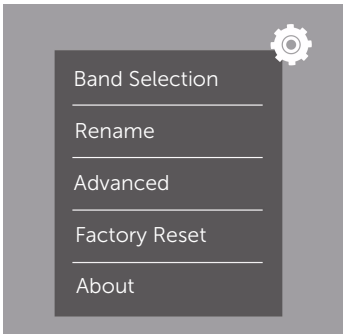 Band Selection
Rename
Advanced
Factory Reset
About